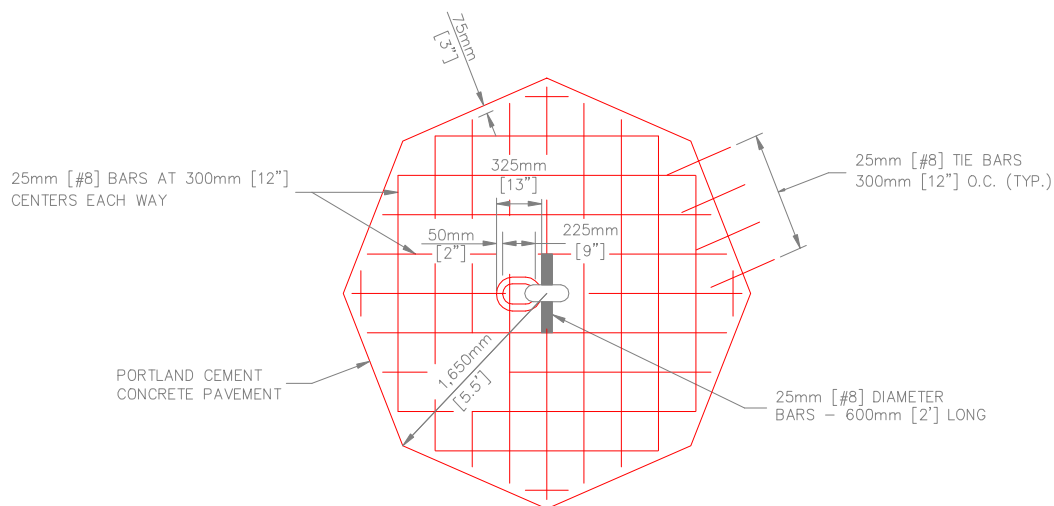 75mm
[3"]
325mm
[13"]
25mm [#8] BARS AT 300mm [12"]
CENTERS EACH WAY
25mm [#8] TIE BARS
300mm [12"] O.C. (TYP.)
50mm
[2"]
225mm
[9"]
1,650mm
[5.5']
PORTLAND CEMENT
CONCRETE PAVEMENT
25mm [#8] DIAMETER
BARS – 600mm [2'] LONG